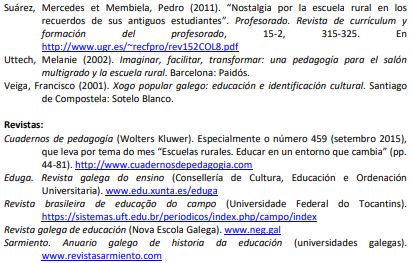 Suárez, Mercedes et Membiela, Pedro (2011). “Nostalgia por la escuela rural en los
recuerdos de sus antiguos estudiantes”. Profesorado. Revista de currículum y
formación del profesorado, 15-2, 315-325. En
http://www.ugr.es/~recfpro/rev152COL8.pdf
Uttech, Melanie (2002). Imaginar, facilitar, transformar: una pedagogía para el salón
multigrado y la escuela rural. Barcelona: Paidós.
Veiga, Francisco (2001). Xogo popular galego: educación e identificación cultural. Santiago
de Compostela: Sotelo Blanco.
Revistas:
Cuadernos de pedagogía (Wolters Kluwer). Especialmente o número 459 (setembro 2015),
que leva por tema do mes “Escuelas rurales. Educar en un entorno que cambia” (pp.
44-81). http://www.cuadernosdepedagogia.com
Eduga. Revista galega do ensino (Consellería de Cultura, Educación e Ordenación
Universitaria). www.edu.xunta.es/eduga
Revista brasileira de educação do campo (Universidade Federal do Tocantins).
https://sistemas.uft.edu.br/periodicos/index.php/campo/index
Revista galega de educación (Nova Escola Galega). www.neg.gal
Sarmiento. Anuario galego de historia da educación (universidades galegas).
www.revistasarmiento.com